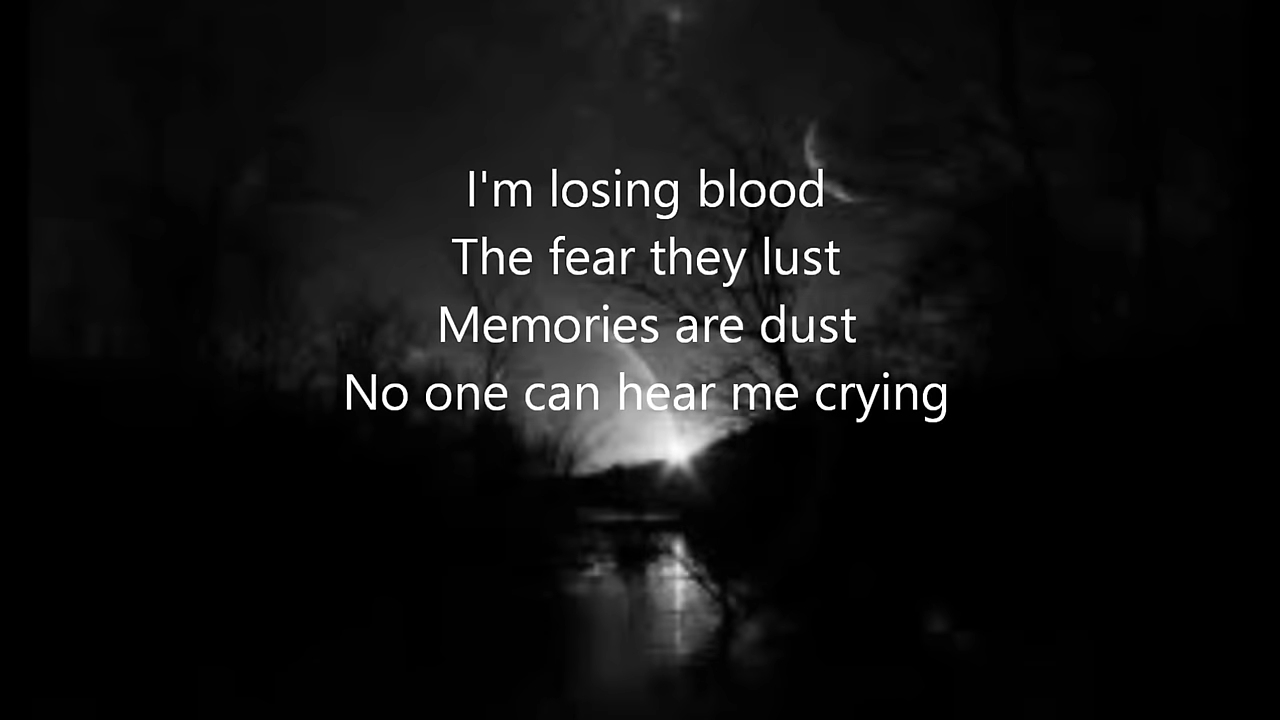 I'm losing blood
The fear they lust
Memories are dust
No one can hear me crying